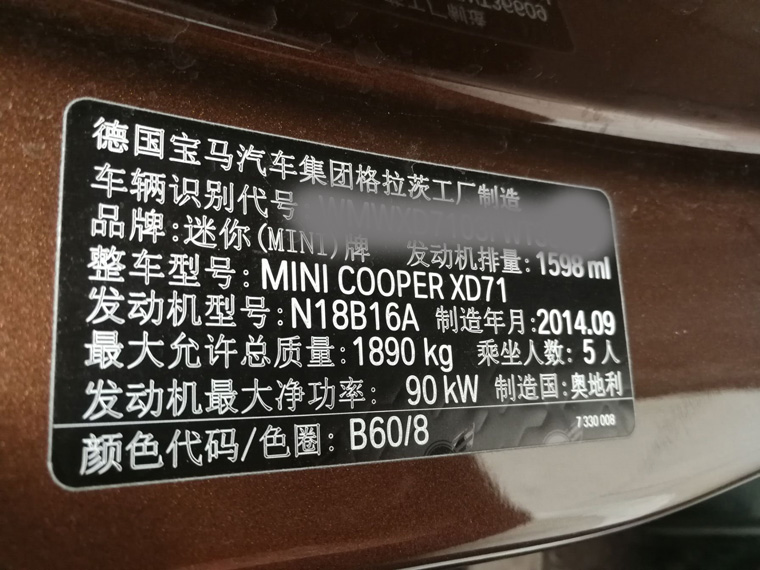 德国宝马汽车集团格拉茨工厂制造
车辆识别代号
品牌:迷你(MINI)牌 发动机排量:1598 ml
整车型号:MINI COOPER XD71
发动机型号:N18B16A 制造年月:2014.09
最大允许总质量:1890 kg 乘坐人数: 5 人
发动机最大净功率: 90 kW 制造国:奥地利
颜色代码/色圈: B60/8
7 330 008